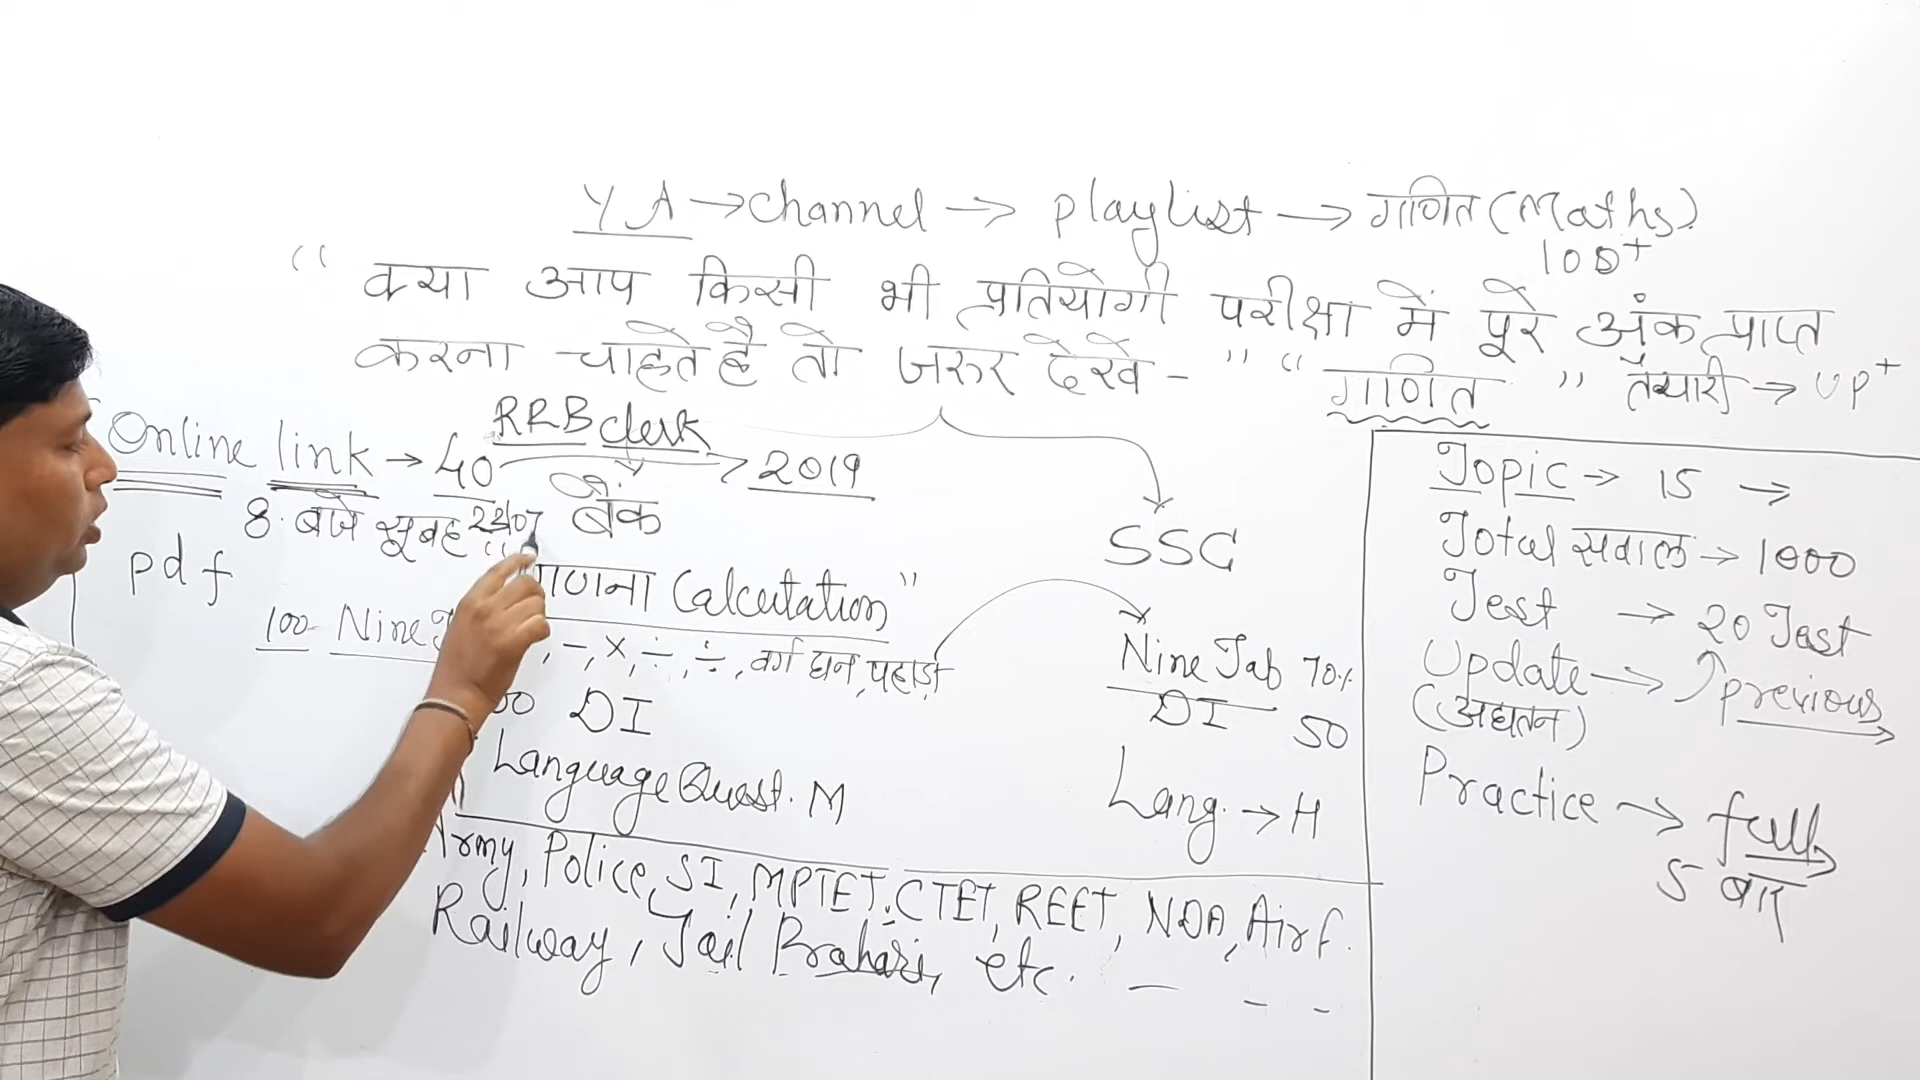 YA → channel → playlist → गणित (Maths)
100+
“ क्या आप किसी भी प्रतियोगी परीक्षा में पूरे अंक प्राप्त
करना चाहते है तो जरुर देखे - ” “ गणित ” तैयारी → UP+
RRB clerk
Online link → 40 → 2019
8 बजे सुबह बैंक
pdf
गणना Calculation ”
100 Nine
, -, ×, ÷, ÷, वर्ग घन, पहाडा
DI
Language Quest. M
SSC
Nine Tab 70%
DI 50
Lang. → H
Army, Police, SI, MPTET, CTET, REET, NDA, Airf.
Railway, Jail Prahari, etc. - - -
Topic → 15 →
Total सवाल → 1000
Test → 20 Test
Update → ↑ previous
(अद्यतन)
Practice → full
5 बार